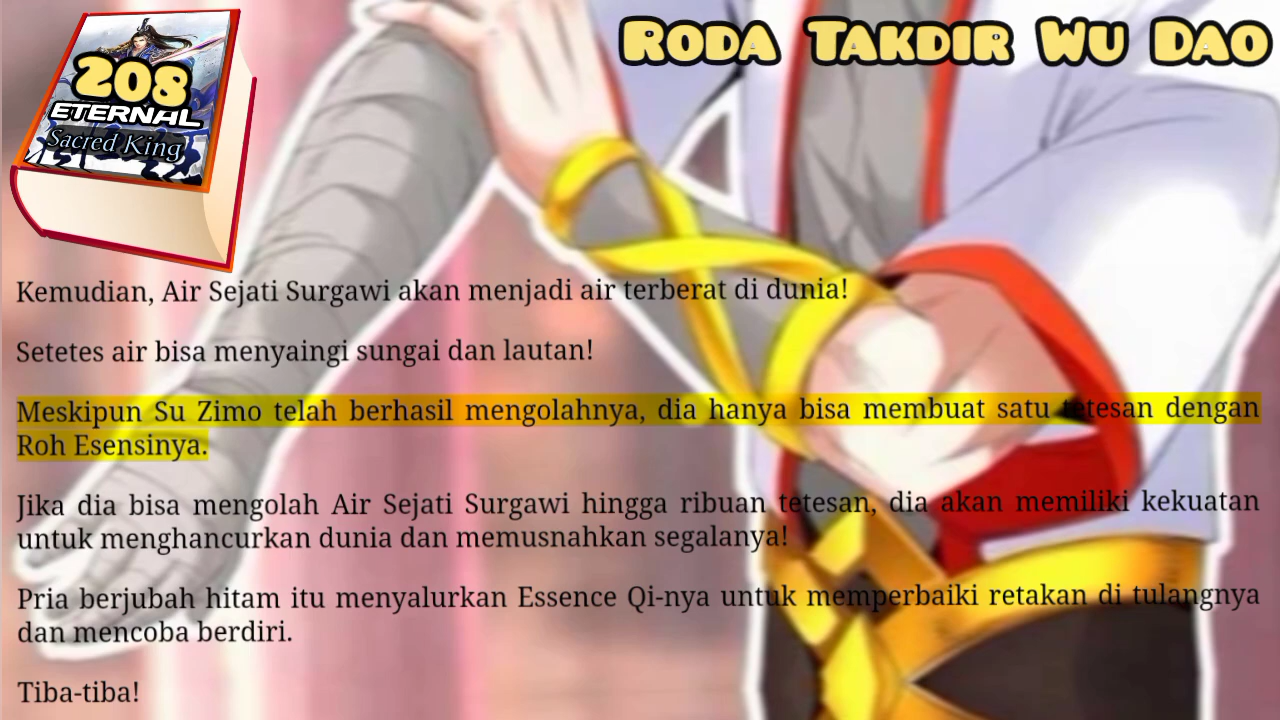 Roda Takdir Wu Dao
208
ETERNAL
Sacred King
Kemudian, Air Sejati Surgawi akan menjadi air terberat di dunia!
Setetes air bisa menyaingi sungai dan lautan!
Meskipun Su Zimo telah berhasil mengolahnya, dia hanya bisa membuat satu tetesan dengan
Roh Esensinya.
Jika dia bisa mengolah Air Sejati Surgawi hingga ribuan tetesan, dia akan memiliki kekuatan
untuk menghancurkan dunia dan memusnahkan segalanya!
Pria berjubah hitam itu menyalurkan Essence Qi-nya untuk memperbaiki retakan di tulangnya
dan mencoba berdiri.
Tiba-tiba!